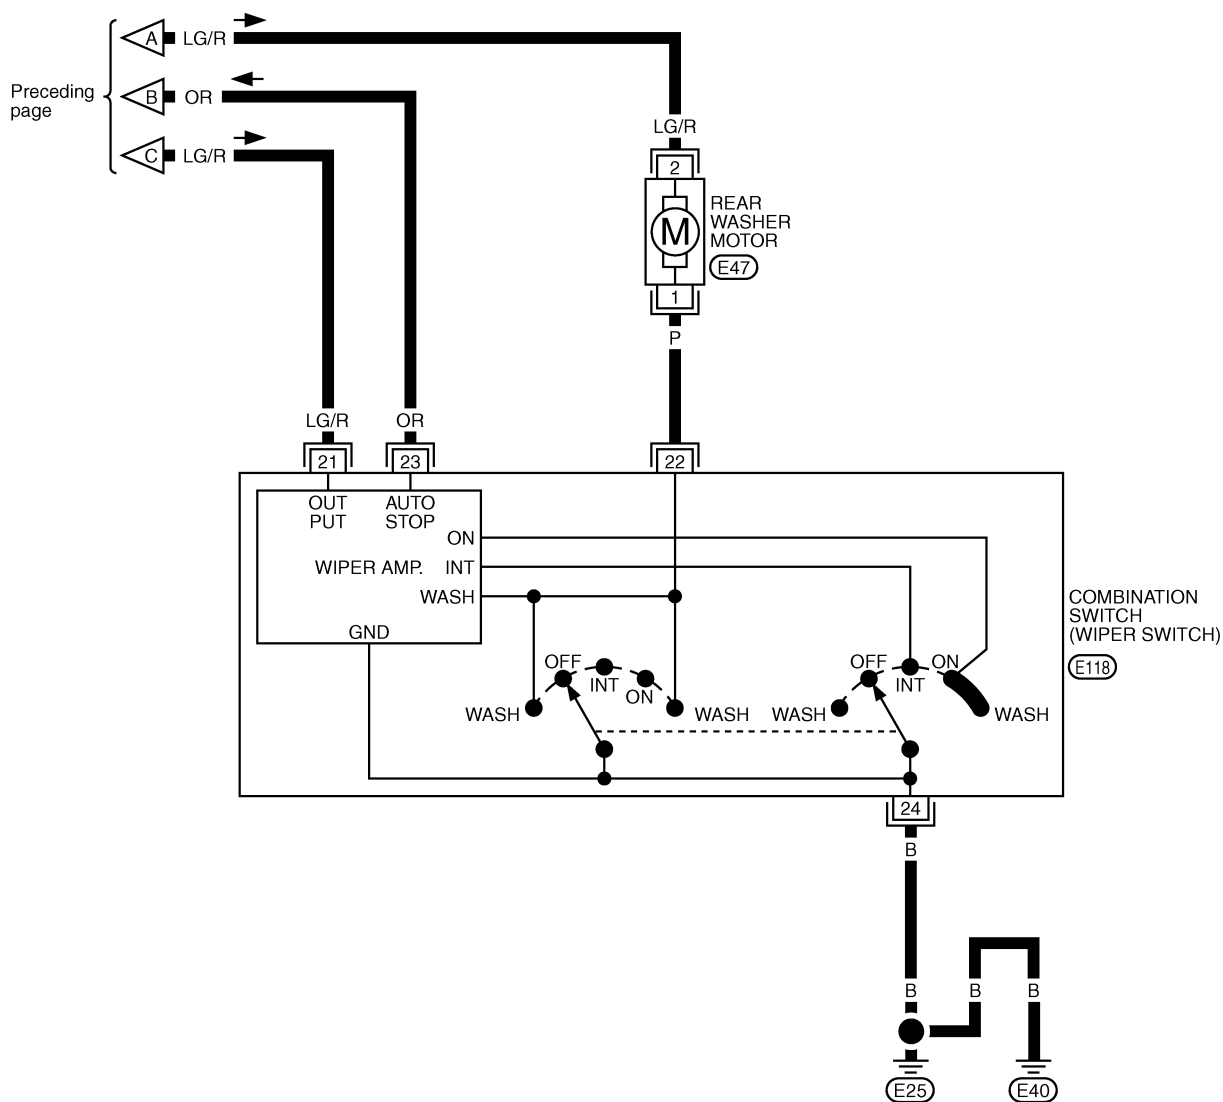 A LG/R
Preceding
page
B OR
C LG/R
LG/R
2
REAR
WASHER
MOTOR
M
E47
1
P
LG/R OR
21 23 22
OUT
PUT
AUTO
STOP
ON
WIPER AMP. INT
WASH
GND
COMBINATION
SWITCH
(WIPER SWITCH)
E118
OFF
INT
ON
WASH
WASH
OFF
INT
ON
WASH
WASH
24
B
B B B
E25 E40